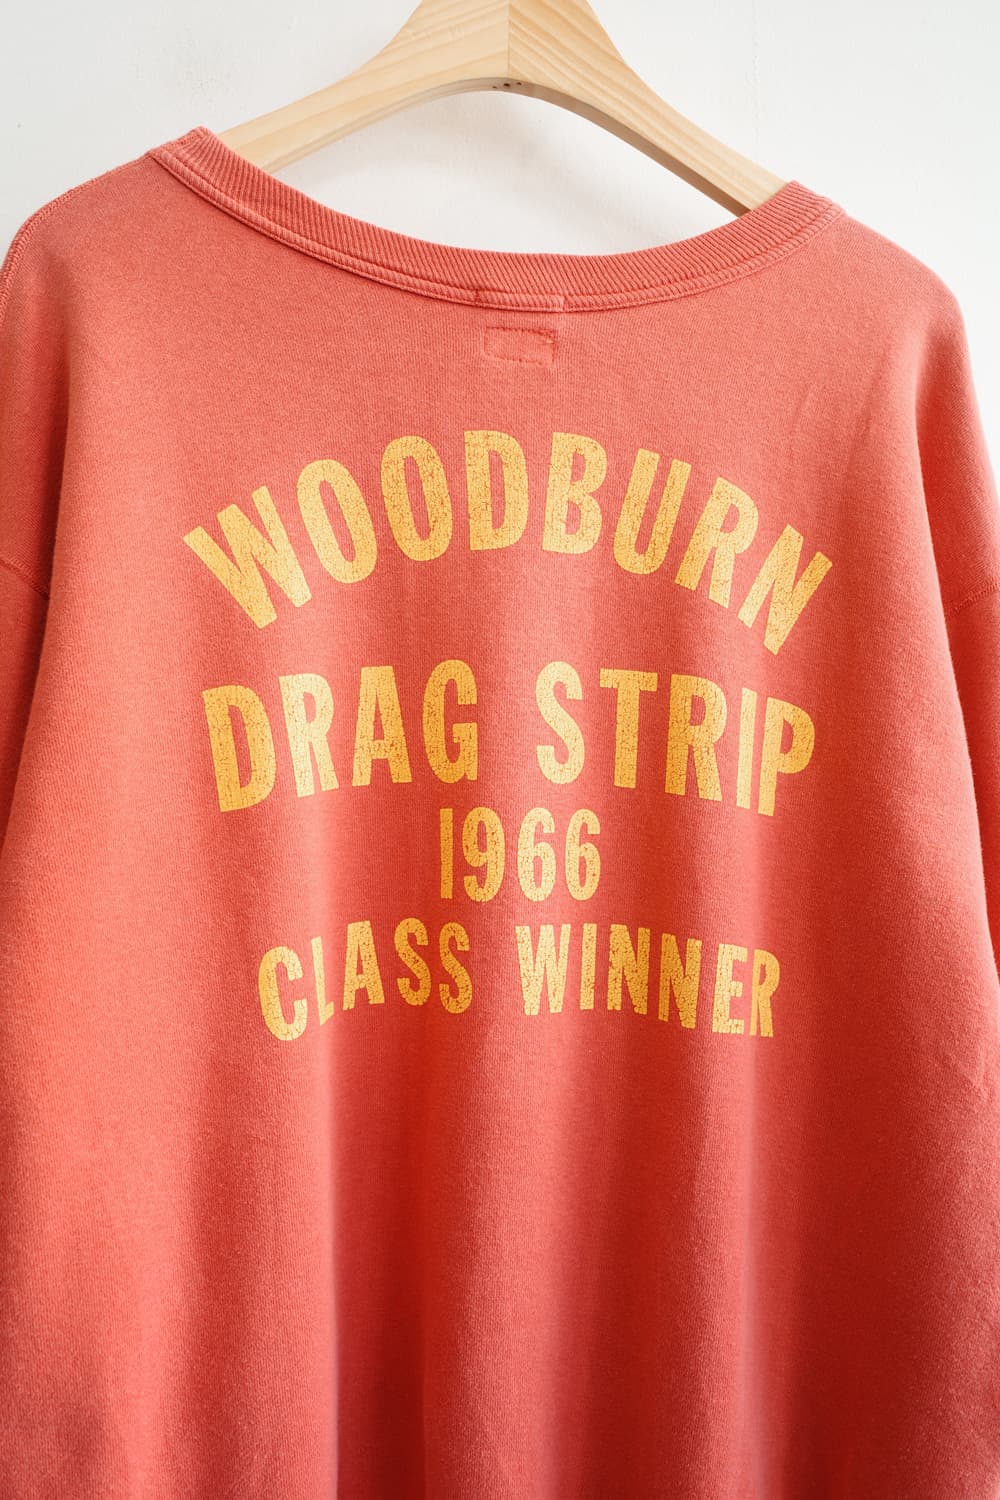 WOODBURN
DRAG STRIP
1966
CLASS WINNER